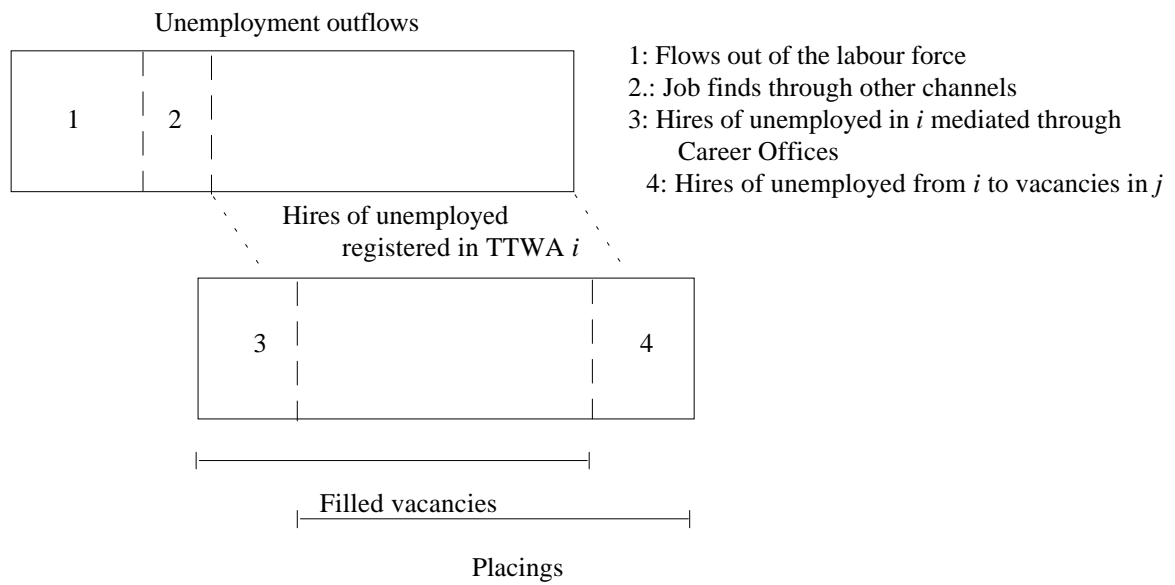 Unemployment outflows
1
2
1: Flows out of the labour force
2.: Job finds through other channels
3: Hires of unemployed in i mediated through
Career Offices
4: Hires of unemployed from i to vacancies in j
Hires of unemployed
registered in TTWA i
3
4
Filled vacancies
Placings